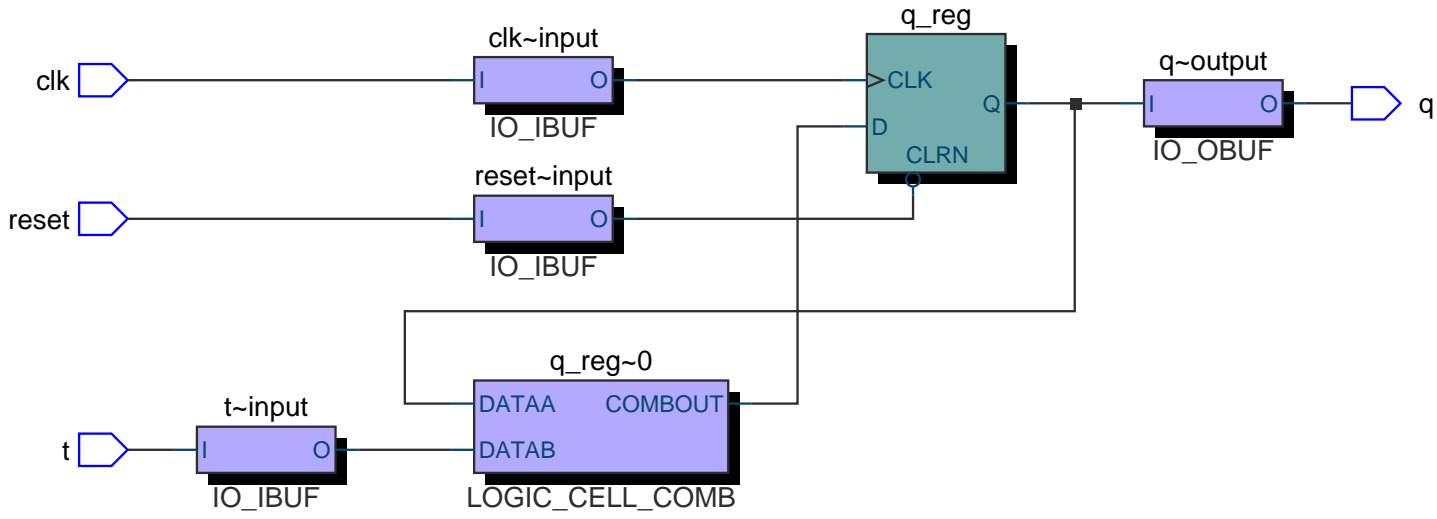 q_reg
clk~input
q~output
clk
I
O
CLK
Q
I
O
q
IO_IBUF
D
IO_OBUF
CLRN
reset~input
reset
I
O
IO_IBUF
q_reg~0
t~input
DATAA
COMBOUT
t
I
O
DATAB
IO_IBUF
LOGIC_CELL_COMB